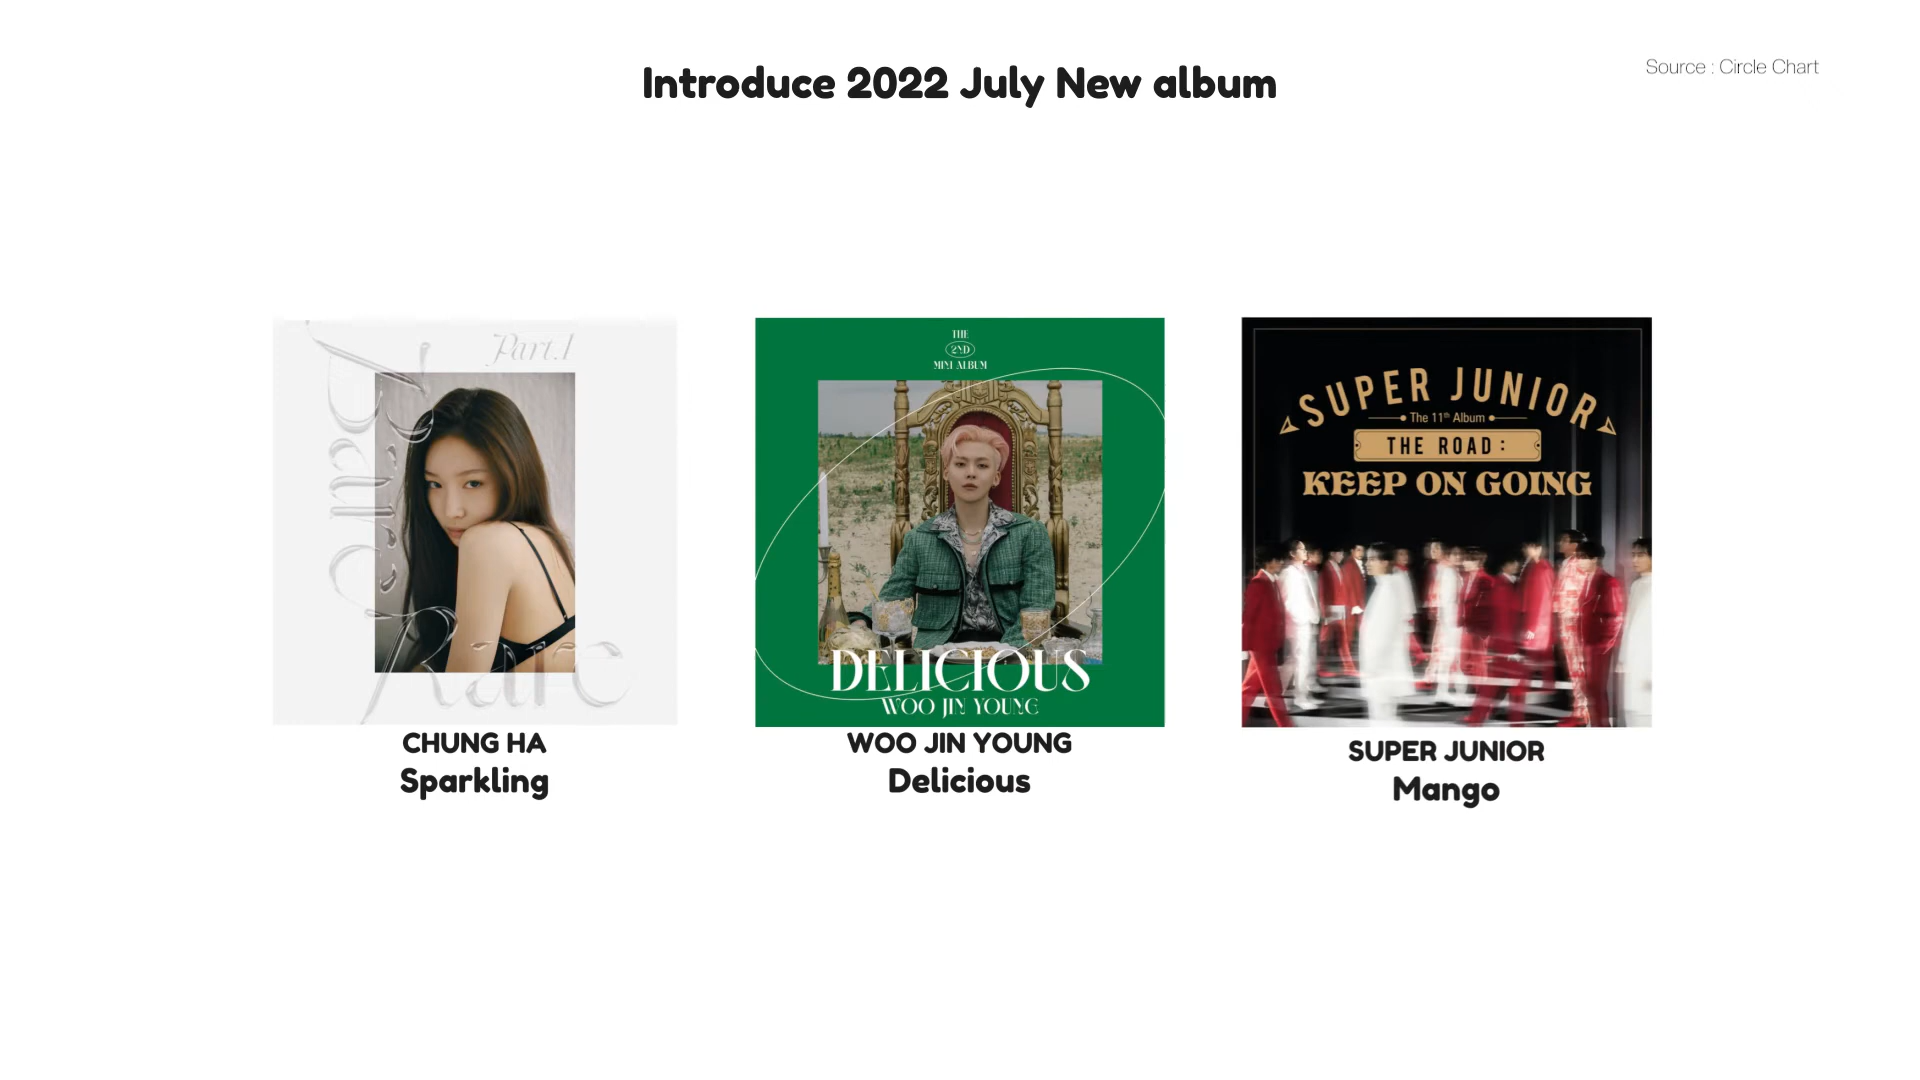 Introduce 2022 July New album
Source : Circle Chart
Part.1
Bare
Rare
CHUNG HA
Sparkling
THE
2ND
MINI ALBUM
DELICIOUS
WOO JIN YOUNG
WOO JIN YOUNG
Delicious
SUPER JUNIOR
The 11th Album
THE ROAD :
KEEP ON GOING
SUPER JUNIOR
Mango